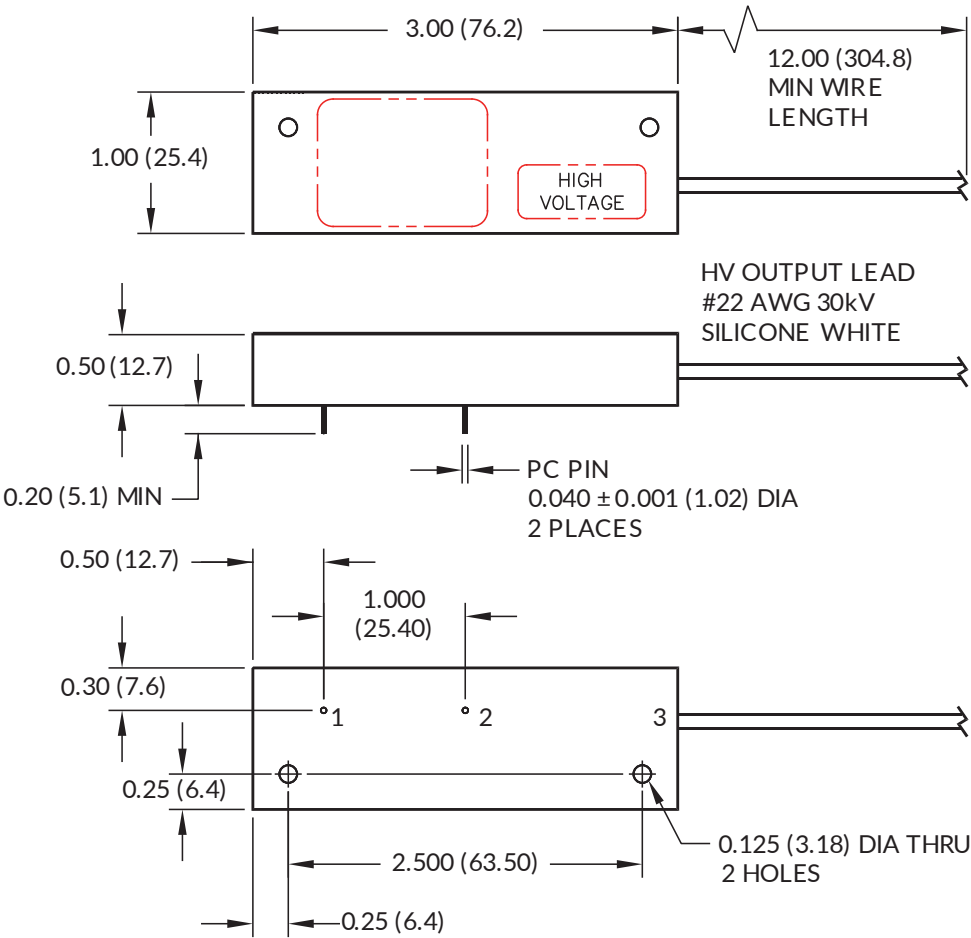 3.00 (76.2)
12.00 (304.8)
MIN WIRE
LENGTH
1.00 (25.4)
HIGH
VOLTAGE
HV OUTPUT LEAD
#22 AWG 30kV
SILICONE WHITE
0.50 (12.7)
0.20 (5.1) MIN
PC PIN
0.040 ± 0.001 (1.02) DIA
2 PLACES
0.50 (12.7)
1.000
(25.40)
0.30 (7.6)
1
2
3
0.25 (6.4)
0.125 (3.18) DIA THRU
2 HOLES
2.500 (63.50)
0.25 (6.4)